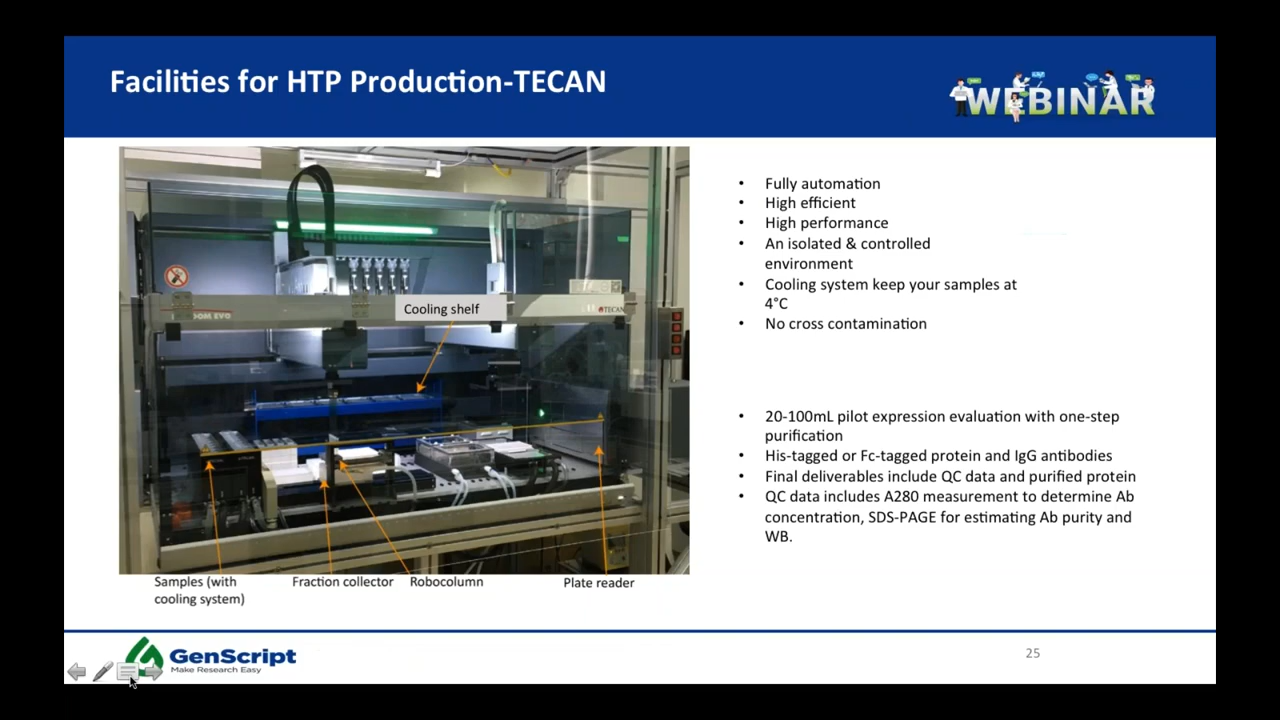 Facilities for HTP Production-TECAN
WEBINAR
• Fully automation
• High efficient
• High performance
• An isolated & controlled
environment
• Cooling system keep your samples at
4°C
• No cross contamination
Cooling shelf
TECAN
• 20-100mL pilot expression evaluation with one-step
purification
• His-tagged or Fc-tagged protein and IgG antibodies
• Final deliverables include QC data and purified protein
• QC data includes A280 measurement to determine Ab
concentration, SDS-PAGE for estimating Ab purity and
WB.
Samples (with
cooling system)
Fraction collector
Robocolumn
Plate reader
GenScript
Make Research Easy
25